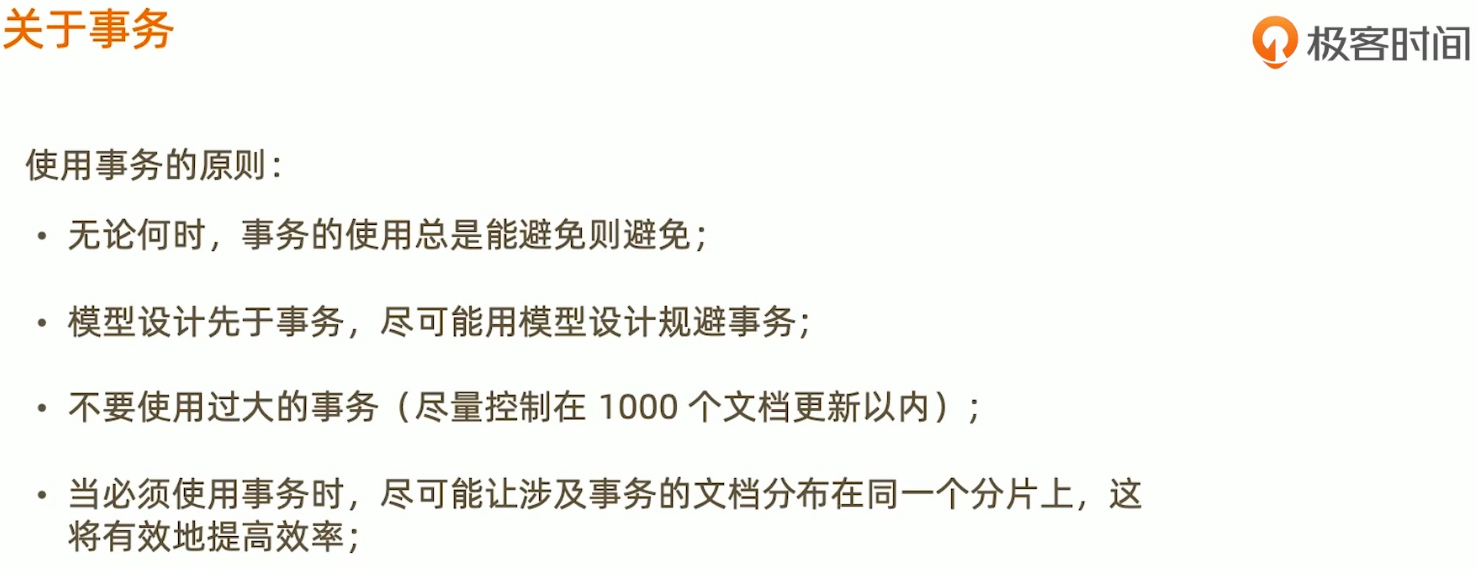 关于事务
极客时间
使用事务的原则：
• 无论何时，事务的使用总是能避免则避免；
• 模型设计先于事务，尽可能用模型设计规避事务；
• 不要使用过大的事务（尽量控制在 1000 个文档更新以内）；
• 当必须使用事务时，尽可能让涉及事务的文档分布在同一个分片上，这
将有效地提高效率；